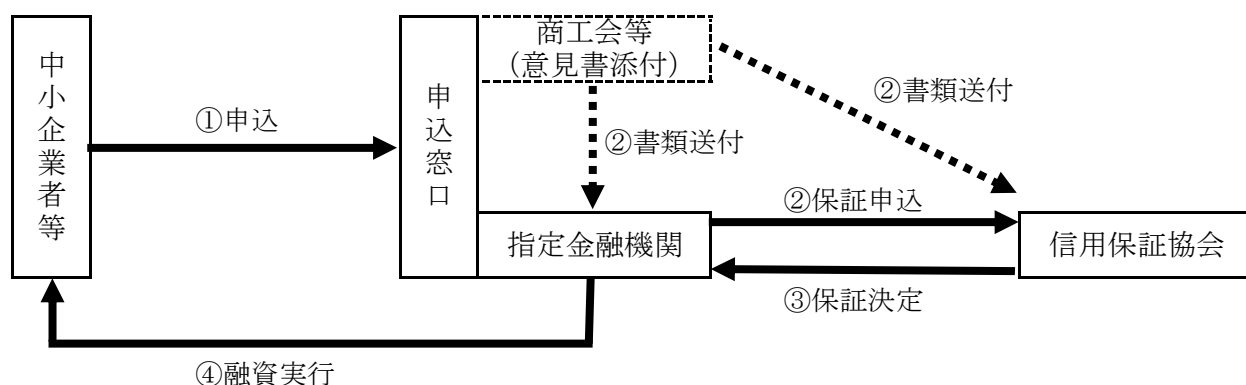 中小企業者等
①申込
申込窓口
商工会等
(意見書添付)
②書類送付
②書類送付
指定金融機関
②保証申込
信用保証協会
③保証決定
④融資実行